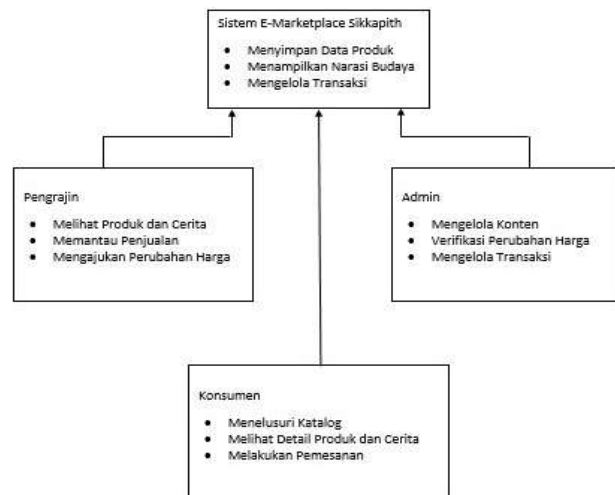 Sistem E-Marketplace Sikkapith
• Menyimpan Data Produk
• Menampilkan Narasi Budaya
• Mengelola Transaksi
Pengrajin
• Melihat Produk dan Cerita
• Memantau Penjualan
• Mengajukan Perubahan Harga
Admin
• Mengelola Konten
• Verifikasi Perubahan Harga
• Mengelola Transaksi
Konsumen
• Menelusuri Katalog
• Melihat Detail Produk dan Cerita
• Melakukan Pemesanan